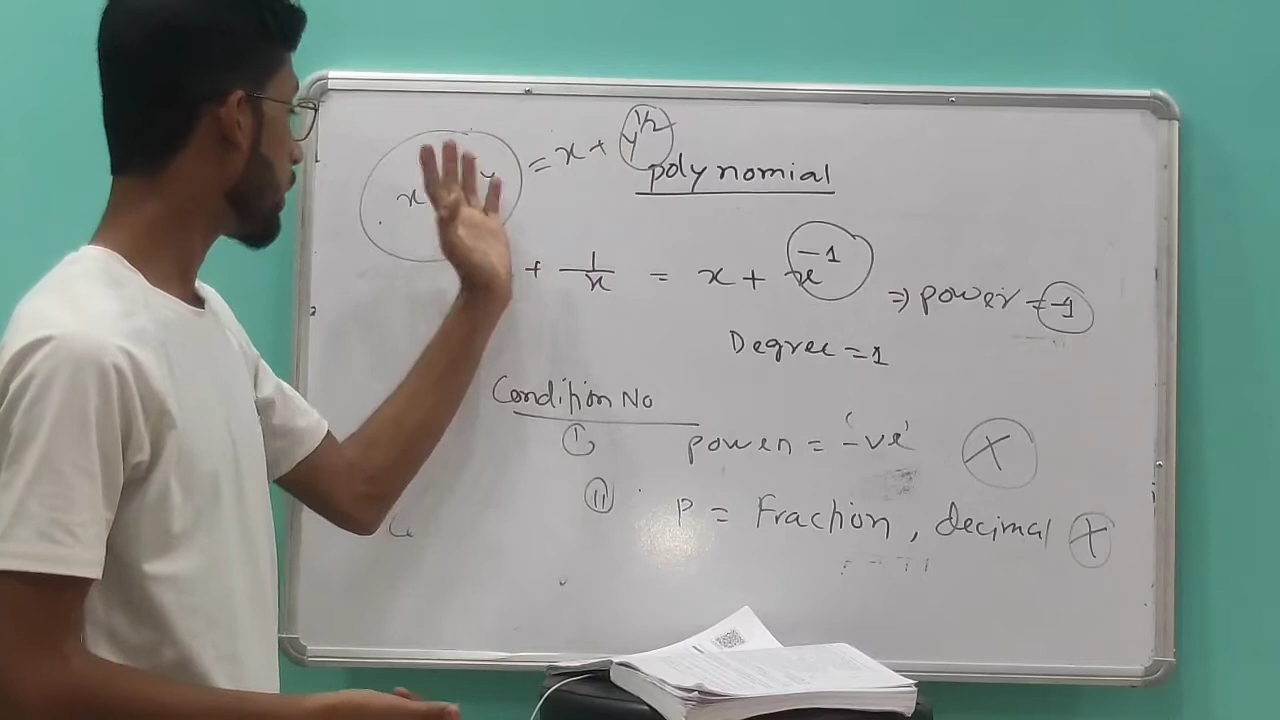 x = x + y^1/2
polynomial
+ 1/x = x + x^-1 ⇒ power = -1
Degree = 1
Condition No
(I) power = '-ve' X
(II) P = Fraction, decimal X